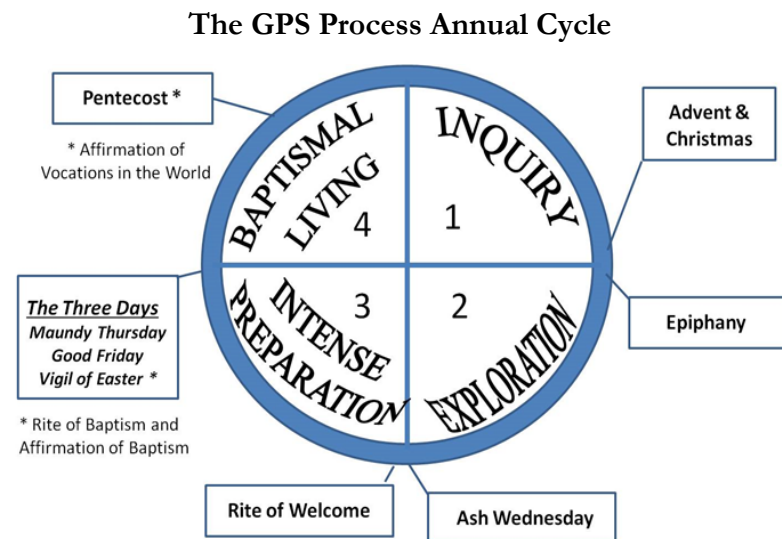 The GPS Process Annual Cycle
Pentecost *
* Affirmation of
Vocations in the World
Advent &
Christmas
INQUIRY
1
BAPTISMAL
LIVING
4
The Three Days
Maundy Thursday
Good Friday
Vigil of Easter *
* Rite of Baptism and
Affirmation of Baptism
INTENSE
PREPARATION
3
2
EXPLORATION
Epiphany
Rite of Welcome
Ash Wednesday